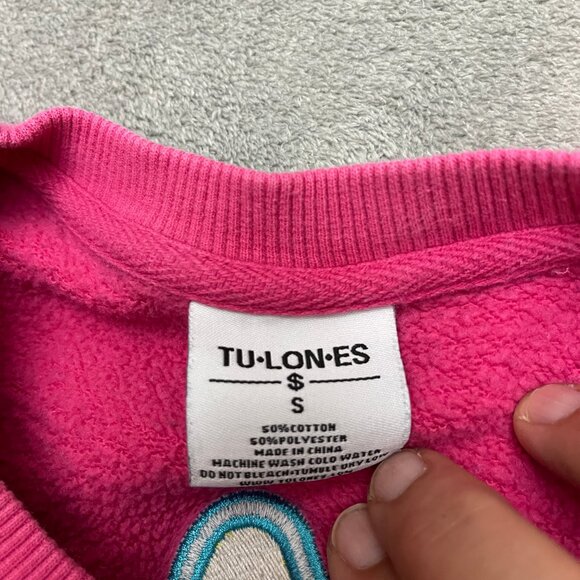 TU•LON•ES
$
S
50%COTTON
50%POLYESTER
MADE IN CHINA
MACHINE WASH COLD WATER
DO NOT BLEACH•TUMBLE DRY LOW